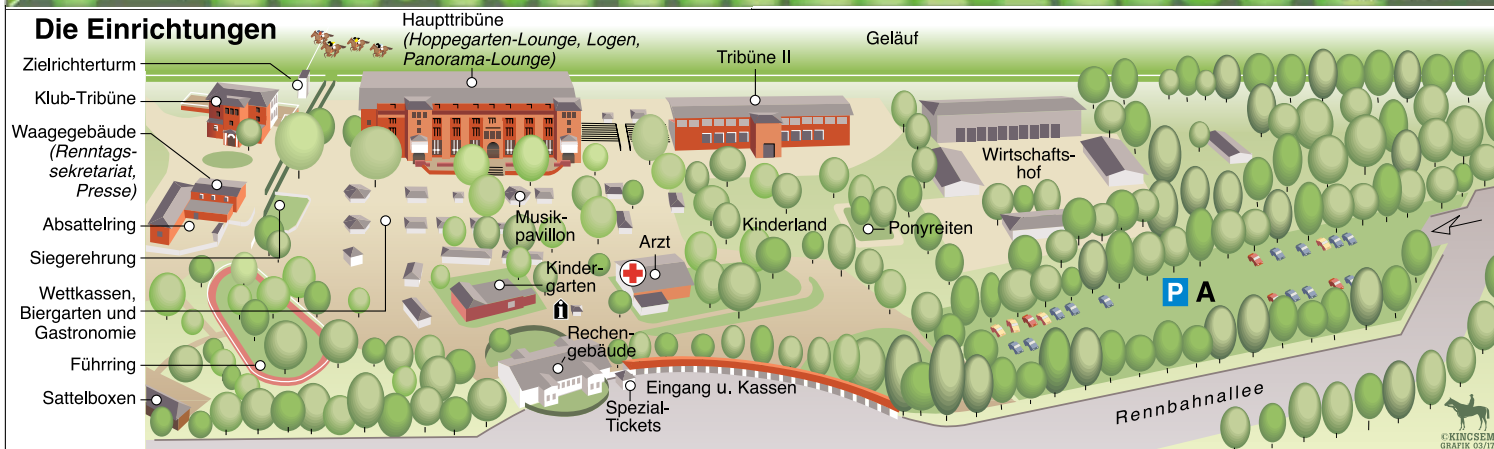 Die Einrichtungen
Zielrichterturm
Klub-Tribüne
Waagegebäude
(Renntags-
sekretariat,
Presse)
Absattelring
Siegerehrung
Wettkassen,
Biergarten und
Gastronomie
Führring
Sattelboxen
Haupttribüne
(Hoppegarten-Lounge, Logen,
Panorama-Lounge)
Geläuf
Tribüne II
Wirtschafts-
hof
Musik-
pavillon
Kinderland
Ponyreiten
Arzt
Kinder-
garten
i
P A
Rechen-
gebäude
Eingang u. Kassen
Spezial-
Tickets
Rennbahnallee
©KINCSEM
GRAFIK 03/17